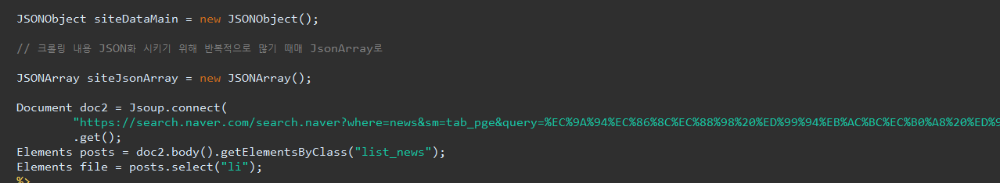 JSONObject siteDataMain = new JSONObject();
// 크롤링 내용 JSON화 시키기 위해 반복적으로 많기 때매 JsonArray로
JSONArray siteJsonArray = new JSONArray();
Document doc2 = Jsoup.connect(
"https://search.naver.com/search.naver?where=news&sm=tab_pge&query=%EC%9A%94%EC%86%8C%EC%88%98%20%ED%99%94%EB%AC%BC%EC%B0%A8%20%ED%9
.get();
Elements posts = doc2.body().getElementsByClass("list_news");
Elements file = posts.select("li");
%>